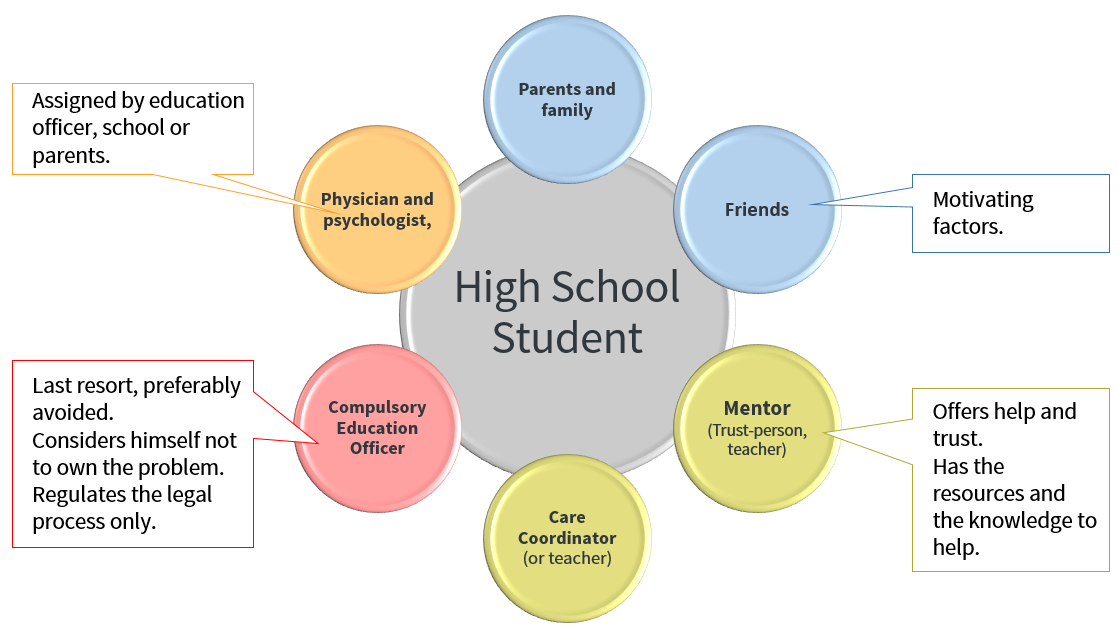 Parents and
family
Assigned by education
officer, school or
parents.
Physician and
psychologist,
Friends
Motivating
factors.
High School
Student
Last resort, preferably
avoided.
Considers himself not
to own the problem.
Regulates the legal
process only.
Compulsory
Education
Officer
Mentor
(Trust-person,
teacher)
Offers help and
trust.
Has the
resources and
the knowledge to
help.
Care
Coordinator
(or teacher)